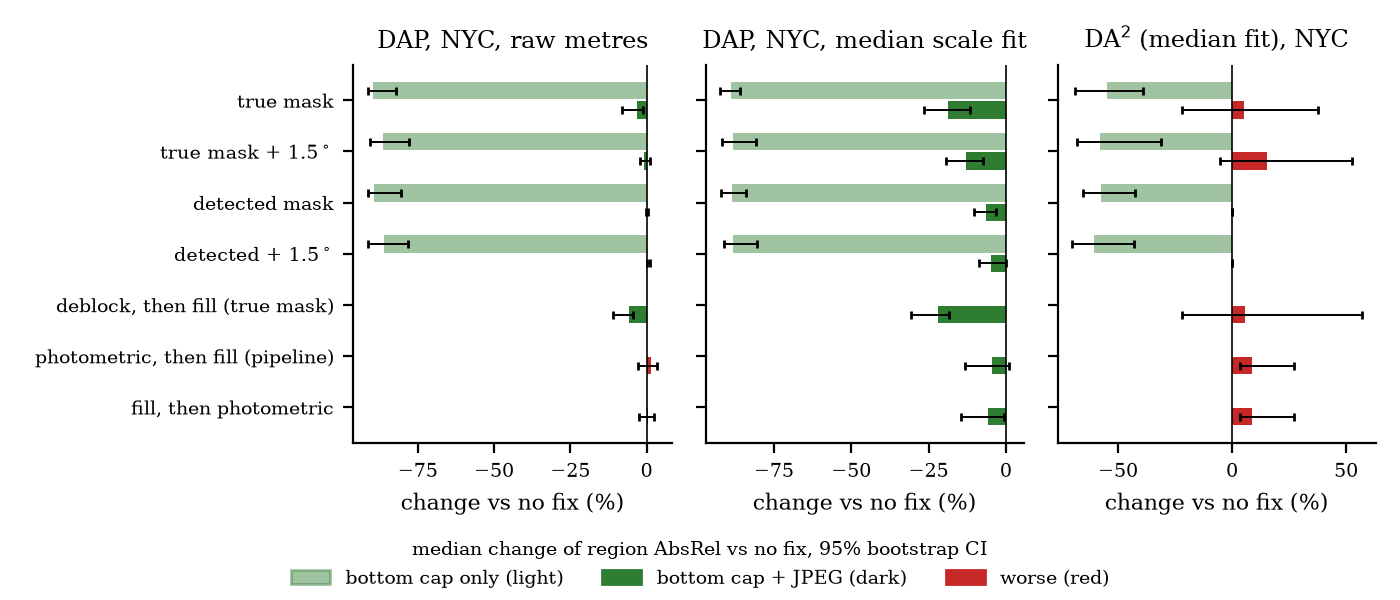 DAP, NYC, raw metres
DAP, NYC, median scale fit
DA² (median fit), NYC
true mask
true mask + 1.5°
detected mask
detected + 1.5°
deblock, then fill (true mask)
photometric, then fill (pipeline)
fill, then photometric
−75 −50 −25 0
−75 −50 −25 0
−50 0 50
change vs no fix (%)
change vs no fix (%)
change vs no fix (%)
median change of region AbsRel vs no fix, 95% bootstrap CI
bottom cap only (light)
bottom cap + JPEG (dark)
worse (red)